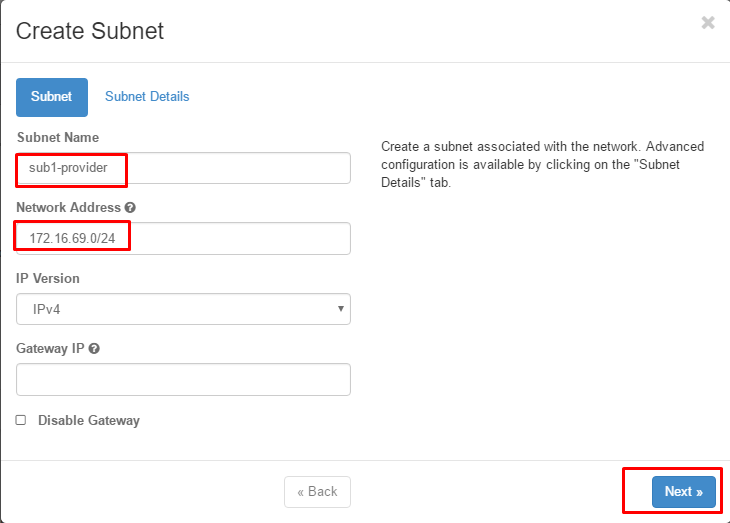 Create Subnet
×
Subnet
Subnet Details
Subnet Name
sub1-provider
Create a subnet associated with the network. Advanced
configuration is available by clicking on the "Subnet
Details" tab.
Network Address ?
172.16.69.0/24
IP Version
IPv4
Gateway IP ?
Disable Gateway
« Back
Next »